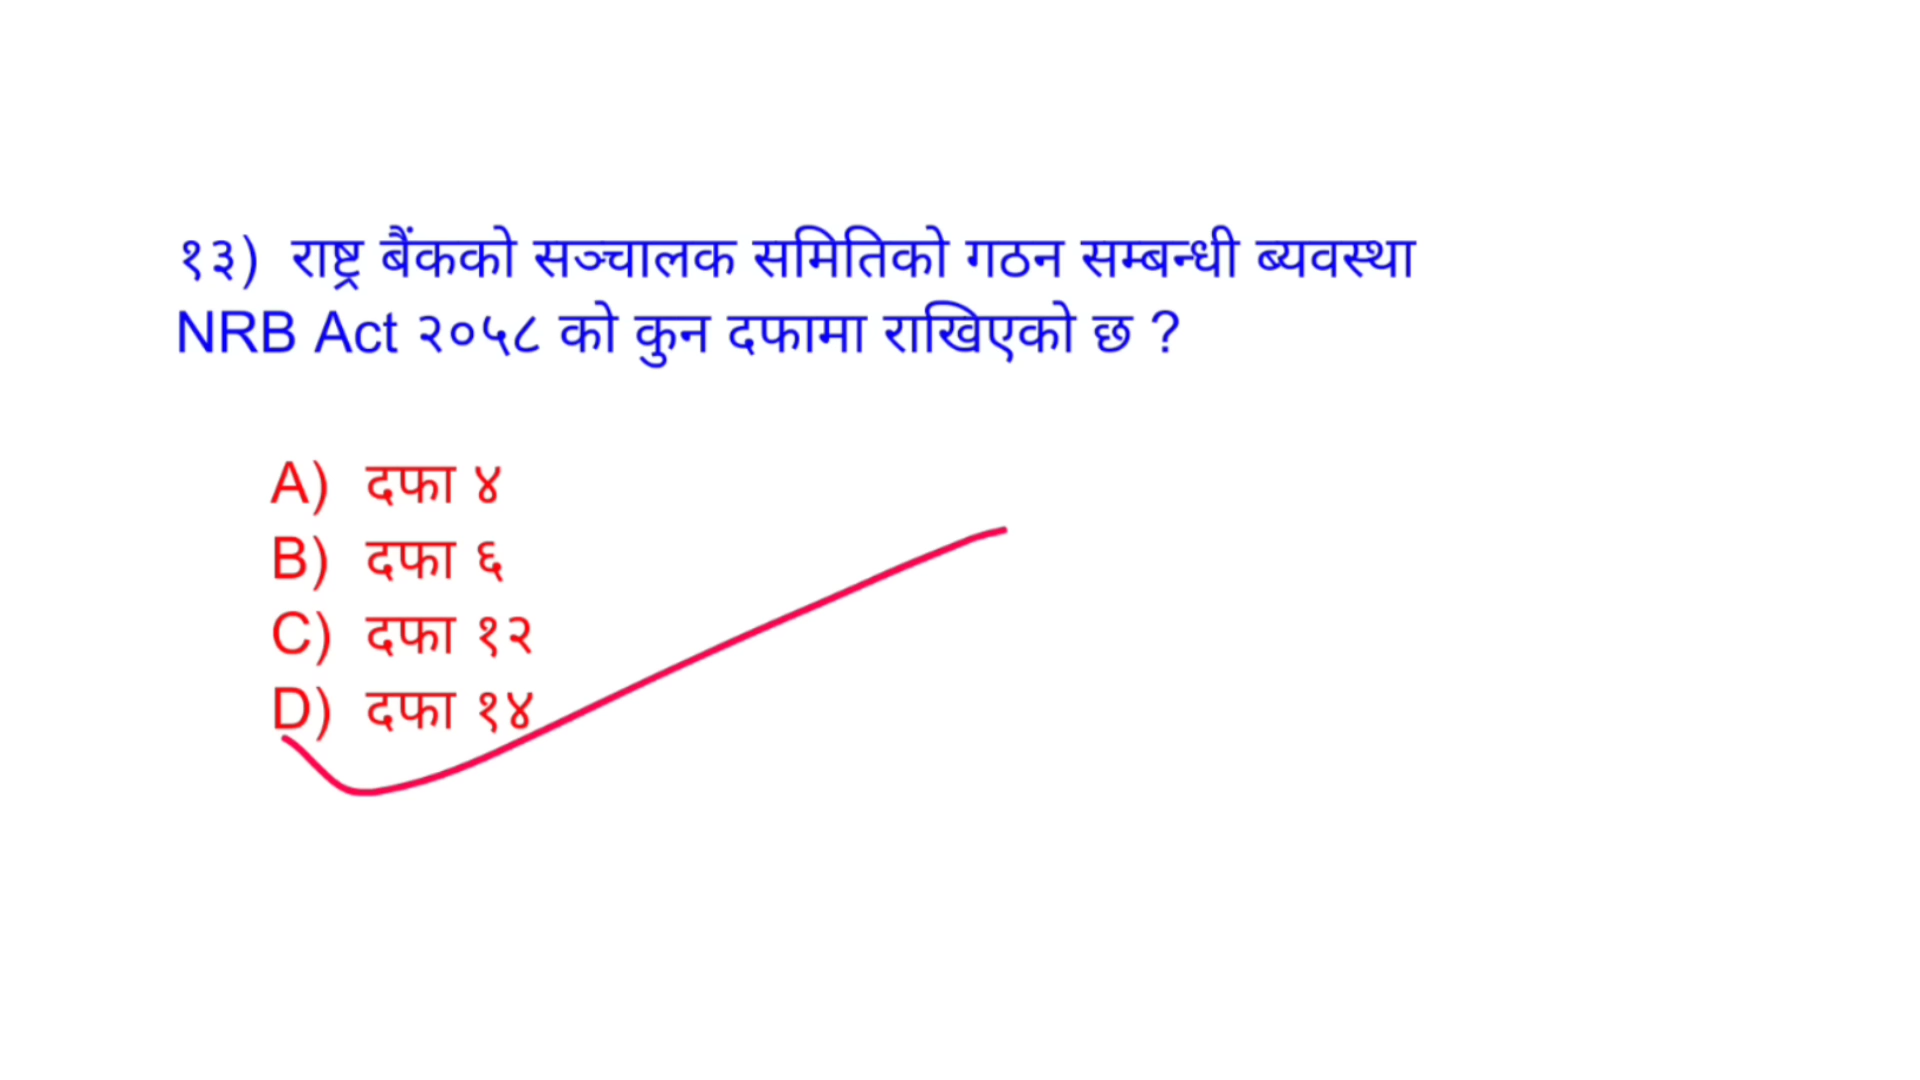 १३) राष्ट्र बैंकको सञ्चालक समितिको गठन सम्बन्धी ब्यवस्था
NRB Act २०५८ को कुन दफामा राखिएको छ ?
A) दफा ४
B) दफा ६
C) दफा १२
D) दफा १४